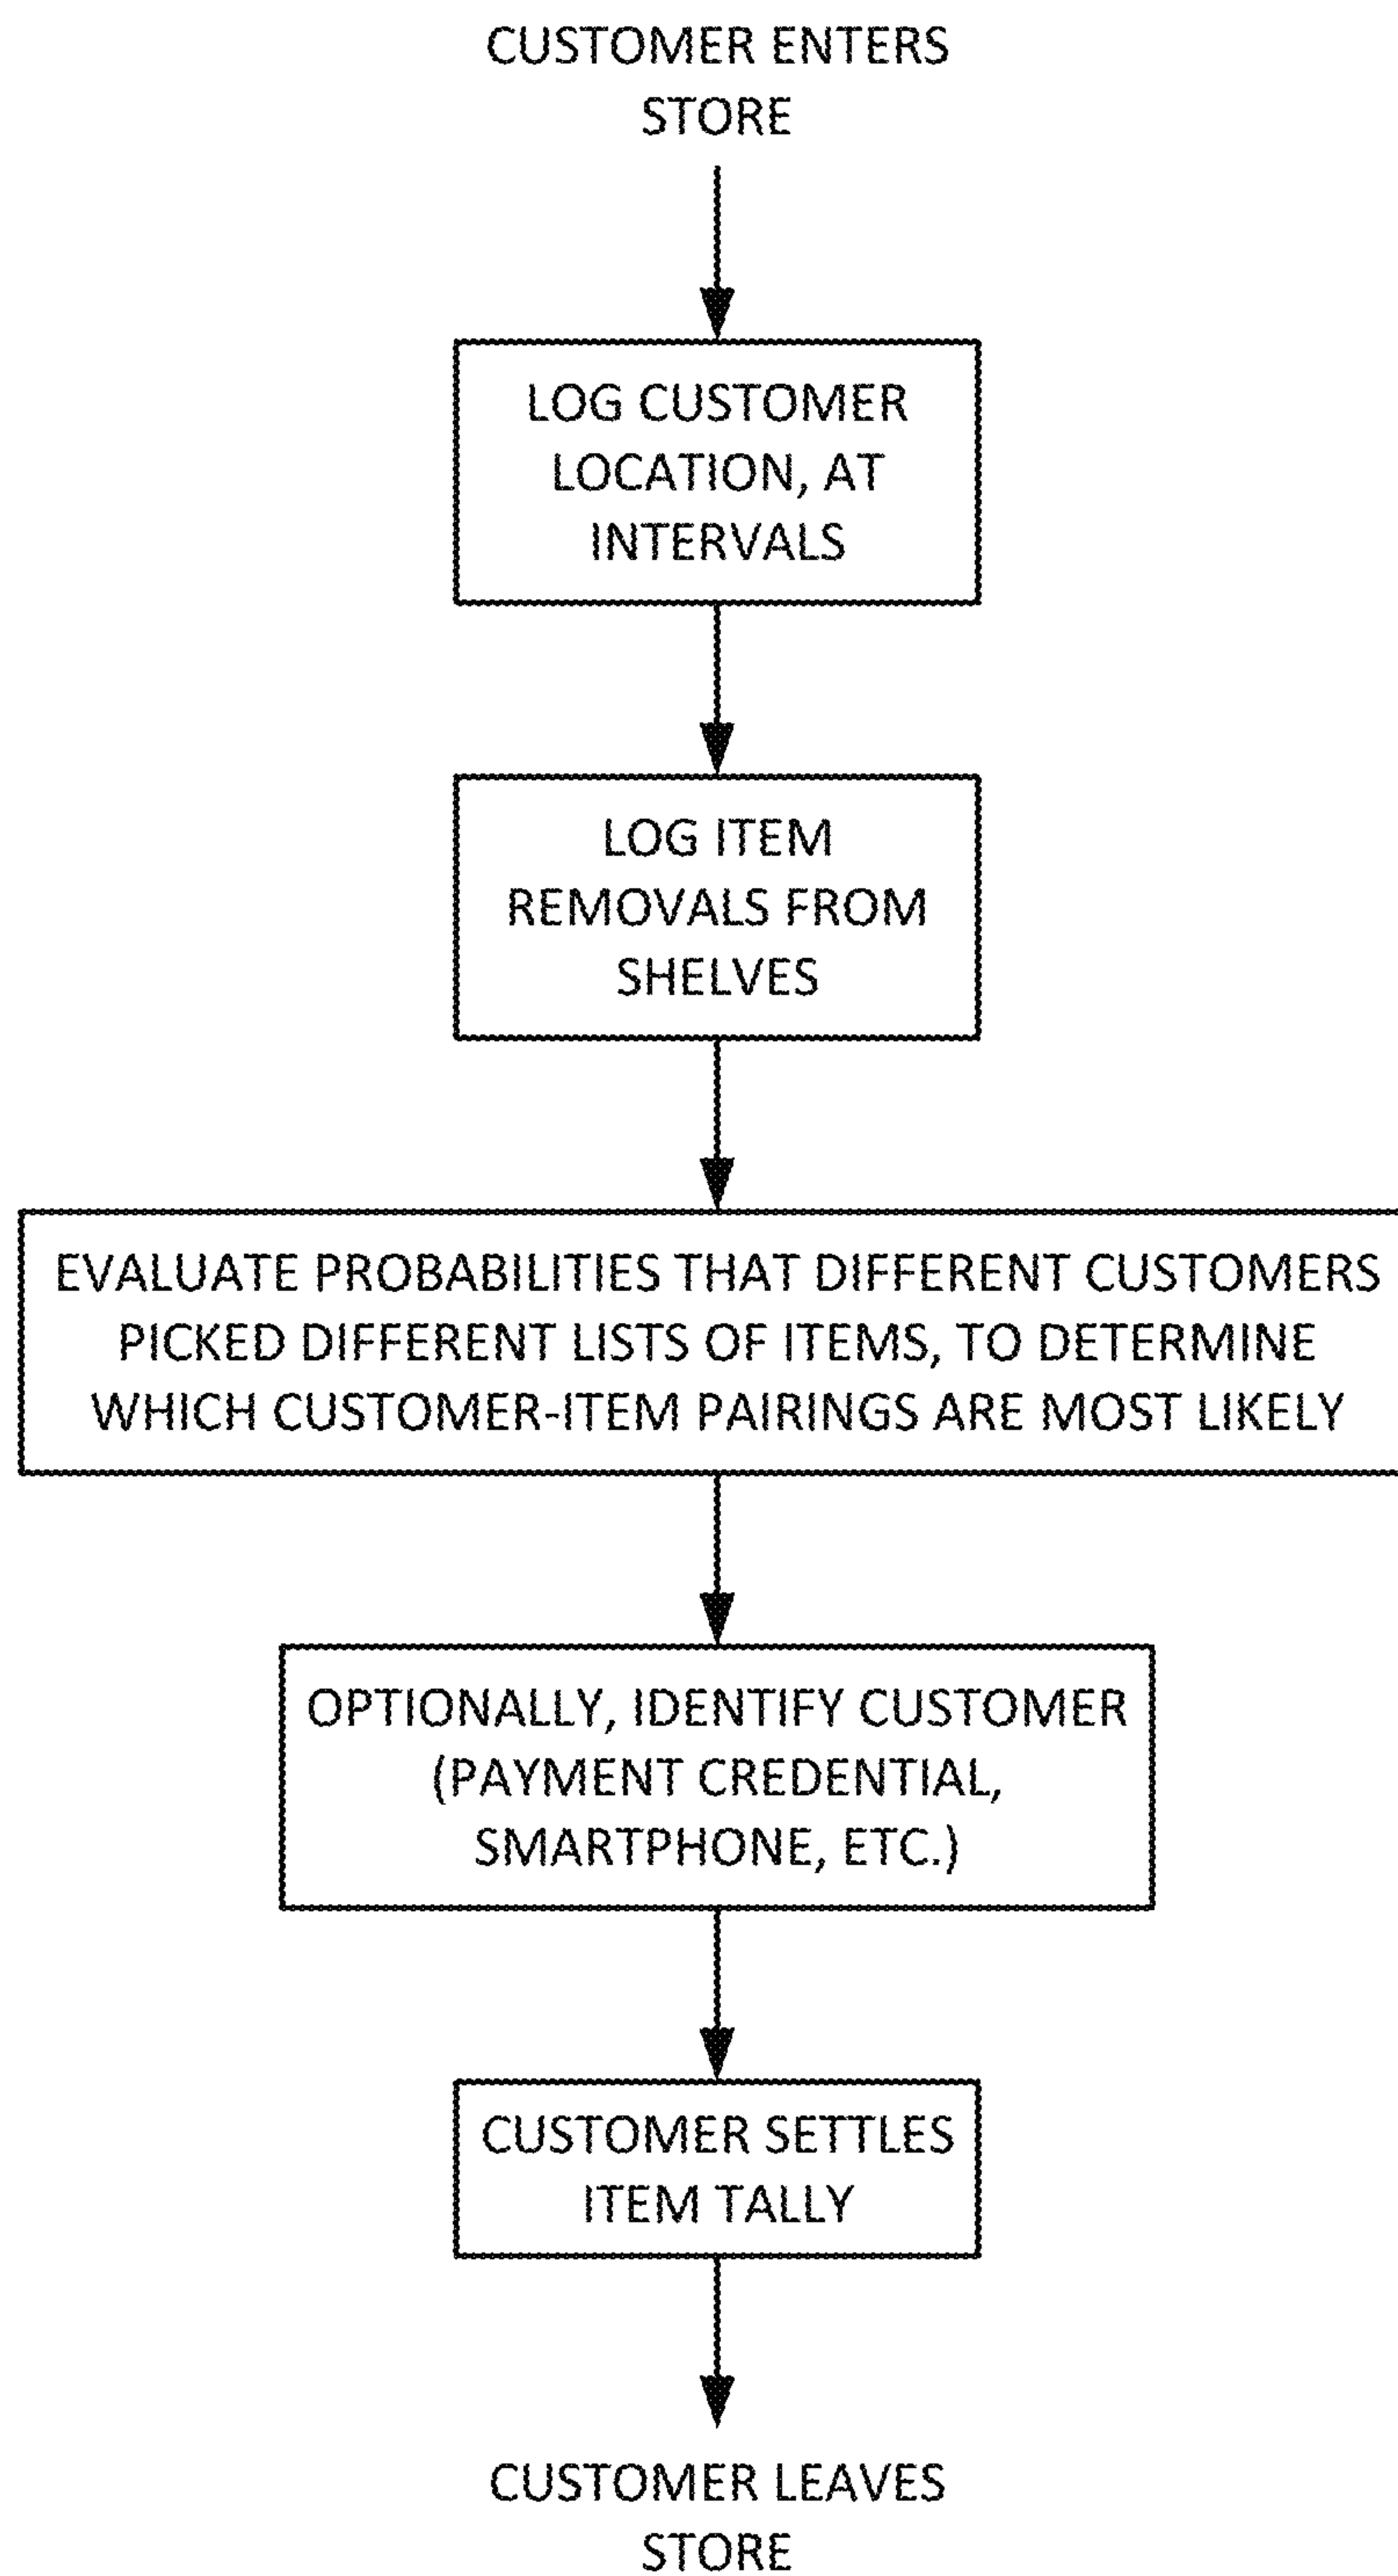 CUSTOMER ENTERS
STORE
LOG CUSTOMER
LOCATION, AT
INTERVALS
LOG ITEM
REMOVALS FROM
SHELVES
EVALUATE PROBABILITIES THAT DIFFERENT CUSTOMERS
PICKED DIFFERENT LISTS OF ITEMS, TO DETERMINE
WHICH CUSTOMER-ITEM PAIRINGS ARE MOST LIKELY
OPTIONALLY, IDENTIFY CUSTOMER
(PAYMENT CREDENTIAL,
SMARTPHONE, ETC.)
CUSTOMER SETTLES
ITEM TALLY
CUSTOMER LEAVES
STORE